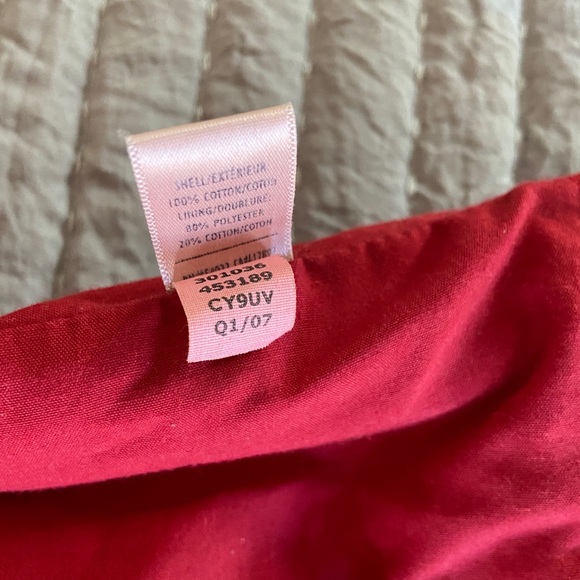 SHELL/EXTÉRIEUR
100% COTTON/COTON
LINING/DOUBLURE:
80% POLYESTER
20% COTTON/COTON
301036
453189
CY9UV
Q1/07